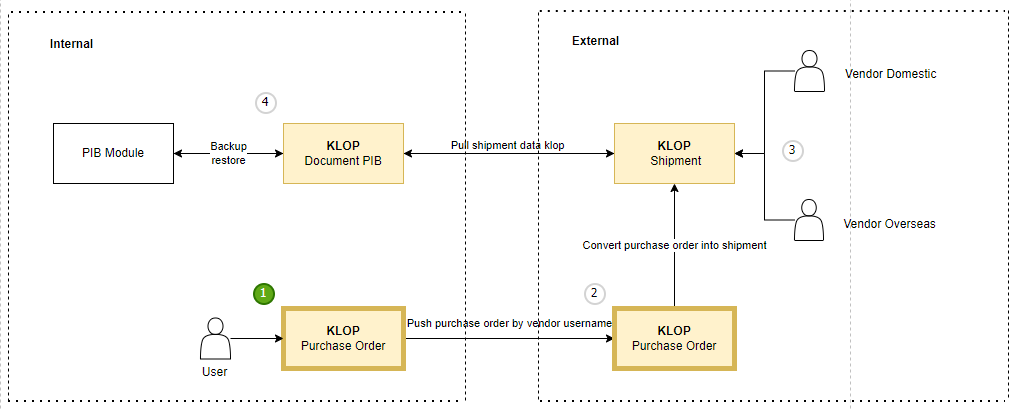 Internal
External
Vendor Domestic
4
KLOP
Document PIB
PIB Module
Backup
restore
Pull shipment data klop
KLOP
Shipment
3
Vendor Overseas
Convert purchase order into shipment
1
2
KLOP
Purchase Order
Push purchase order by vendor username
KLOP
Purchase Order
User